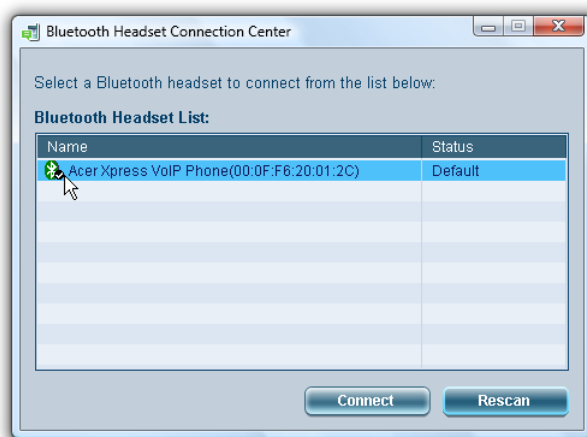 Bluetooth Headset Connection Center
Select a Bluetooth headset to connect from the list below:
Bluetooth Headset List:
Name Status
Acer Xpress VoIP Phone(00:0F:F6:20:01:2C) Default
Connect Rescan